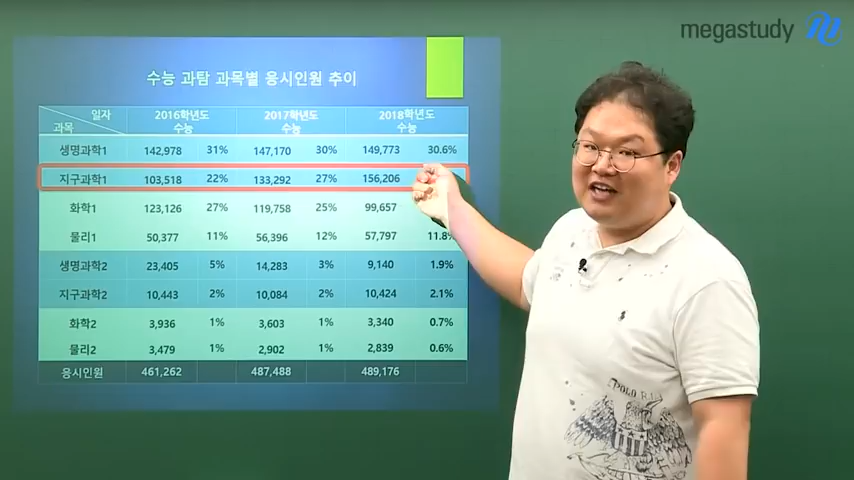 megastudy
수능 과탐 과목별 응시인원 추이
일자 과목 2016학년도 수능 2017학년도 수능 2018학년도 수능
생명과학1 142,978 31% 147,170 30% 149,773 30.6%
지구과학1 103,518 22% 133,292 27% 156,206
화학1 123,126 27% 119,758 25% 99,657
물리1 50,377 11% 56,396 12% 57,797 11.8%
생명과학2 23,405 5% 14,283 3% 9,140 1.9%
지구과학2 10,443 2% 10,084 2% 10,424 2.1%
화학2 3,936 1% 3,603 1% 3,340 0.7%
물리2 3,479 1% 2,902 1% 2,839 0.6%
응시인원 461,262 487,488 489,176
POLO R.L.